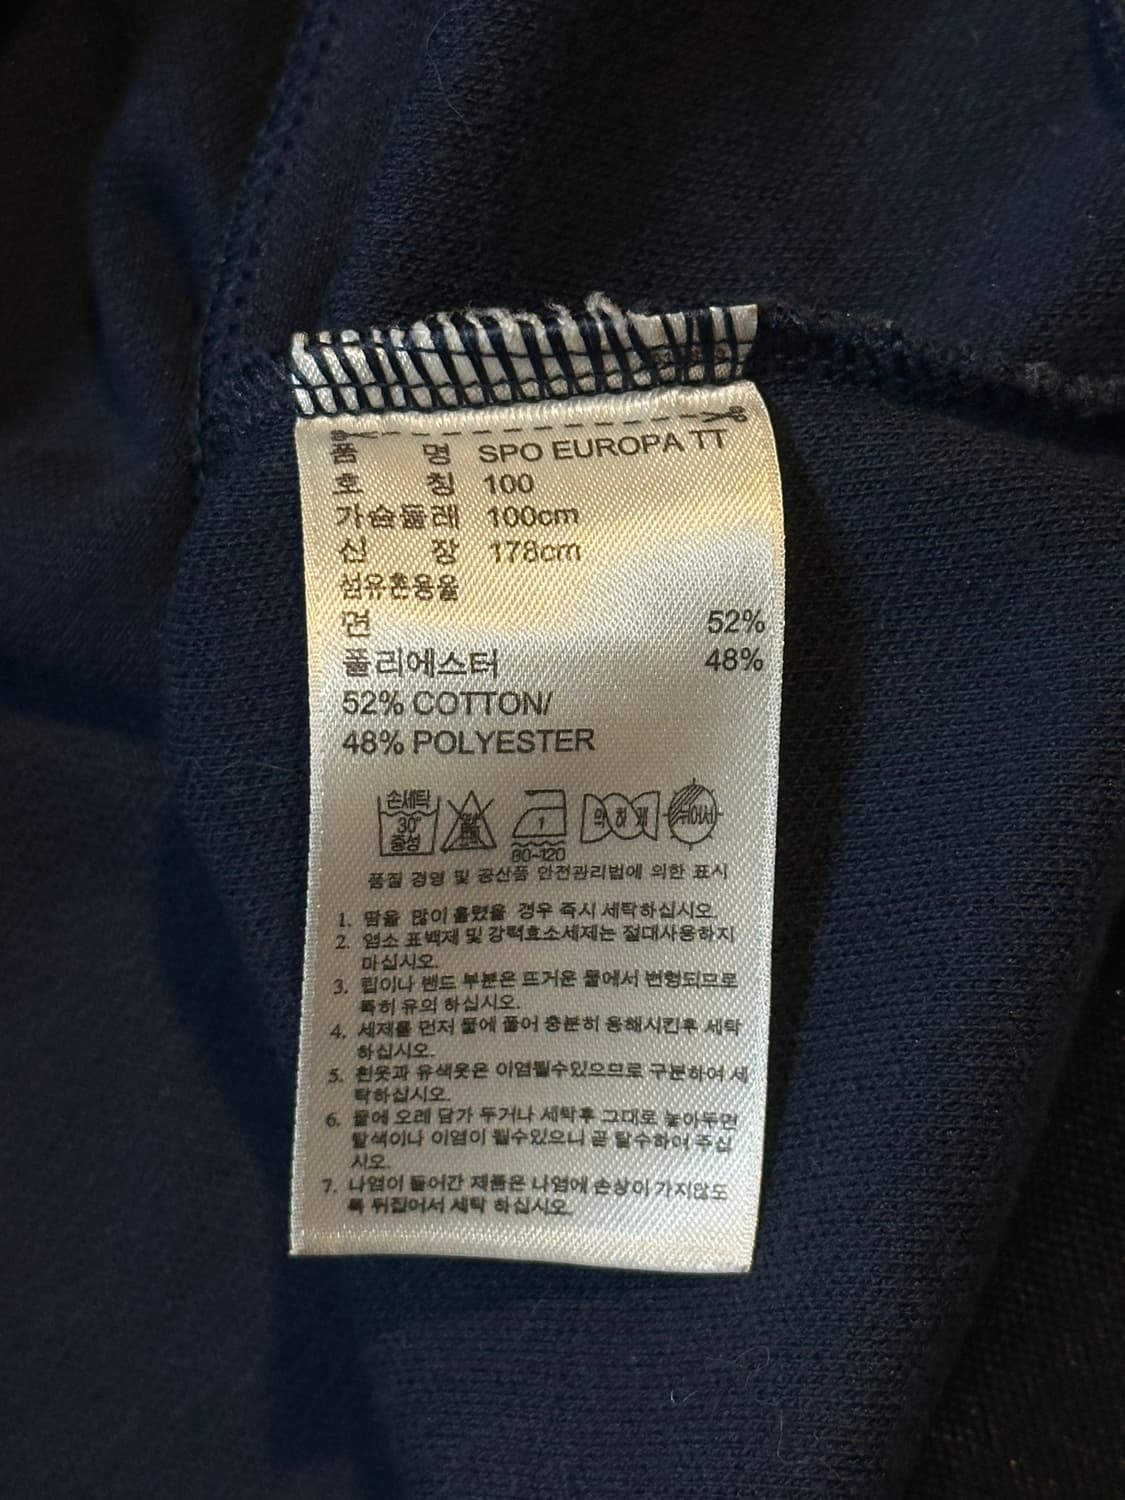 품 명 SPO EUROPA TT
호 칭 100
가슴둘레 100cm
신 장 178cm
섬유혼용율
면 52%
폴리에스터 48%
52% COTTON/
48% POLYESTER
손세탁
30°
중성
1
약하게
뉘어서
80-120
품질 경영 및 공산품 안전관리법에 의한 표시
1. 땀을 많이 흘렸을 경우 즉시 세탁하십시오.
2. 염소 표백제 및 강력효소세제는 절대사용하지
마십시오.
3. 립이나 밴드 부분은 뜨거운 물에서 변형되므로
특히 유의 하십시오.
4. 세제를 먼저 물에 풀어 충분히 용해시킨후 세탁
하십시오.
5. 흰옷과 유색옷은 이염될수있으므로 구분하여 세
탁하십시오.
6. 물에 오래 담가 두거나 세탁후 그대로 놓아두면
탈색이나 이염이 될수있으니 곧 탈수하여 주십
시오.
7. 나염이 들어간 제품은 나염에 손상이 가지않도
록 뒤집어서 세탁 하십시오.